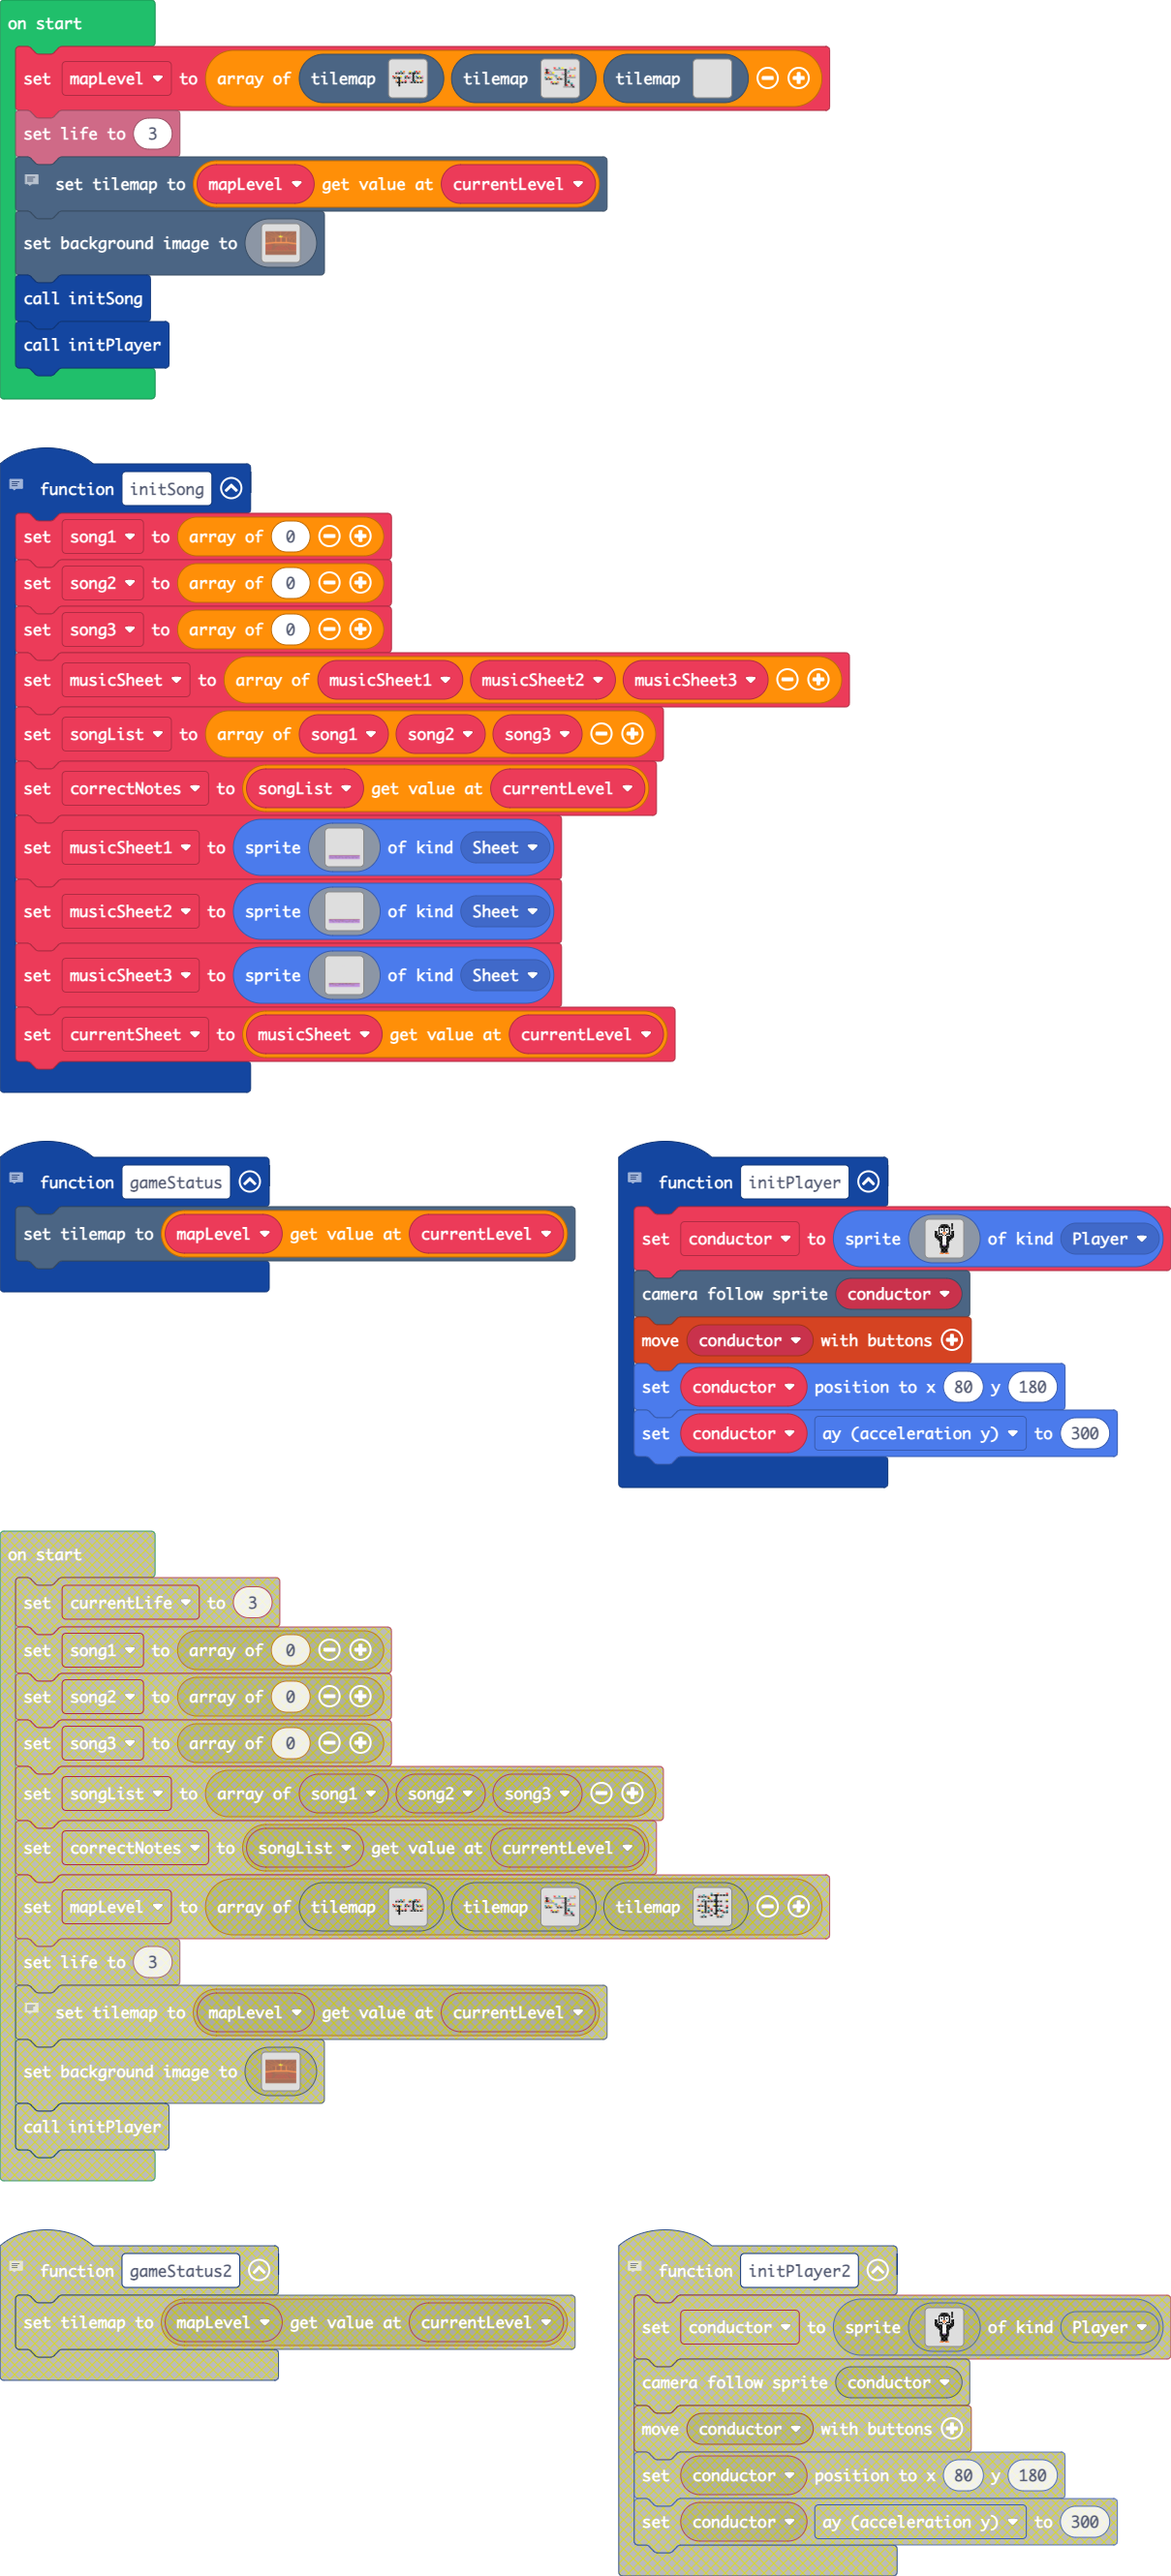 on start
set mapLevel to array of tilemap tilemap tilemap
set life to 3
set tilemap to mapLevel get value at currentLevel
set background image to
call initSong
call initPlayer
function initSong
set song1 to array of 0
set song2 to array of 0
set song3 to array of 0
set musicSheet to array of musicSheet1 musicSheet2 musicSheet3
set songList to array of song1 song2 song3
set correctNotes to songList get value at currentLevel
set musicSheet1 to sprite of kind Sheet
set musicSheet2 to sprite of kind Sheet
set musicSheet3 to sprite of kind Sheet
set currentSheet to musicSheet get value at currentLevel
function gameStatus
set tilemap to mapLevel get value at currentLevel
function initPlayer
set conductor to sprite of kind Player
camera follow sprite conductor
move conductor with buttons
set conductor position to x 80 y 180
set conductor ay (acceleration y) to 300
on start
set currentLife to 3
set song1 to array of 0
set song2 to array of 0
set song3 to array of 0
set songList to array of song1 song2 song3
set correctNotes to songList get value at currentLevel
set mapLevel to array of tilemap tilemap tilemap
set life to 3
set tilemap to mapLevel get value at currentLevel
set background image to
call initPlayer
function gameStatus2
set tilemap to mapLevel get value at currentLevel
function initPlayer2
set conductor to sprite of kind Player
camera follow sprite conductor
move conductor with buttons
set conductor position to x 80 y 180
set conductor ay (acceleration y) to 300